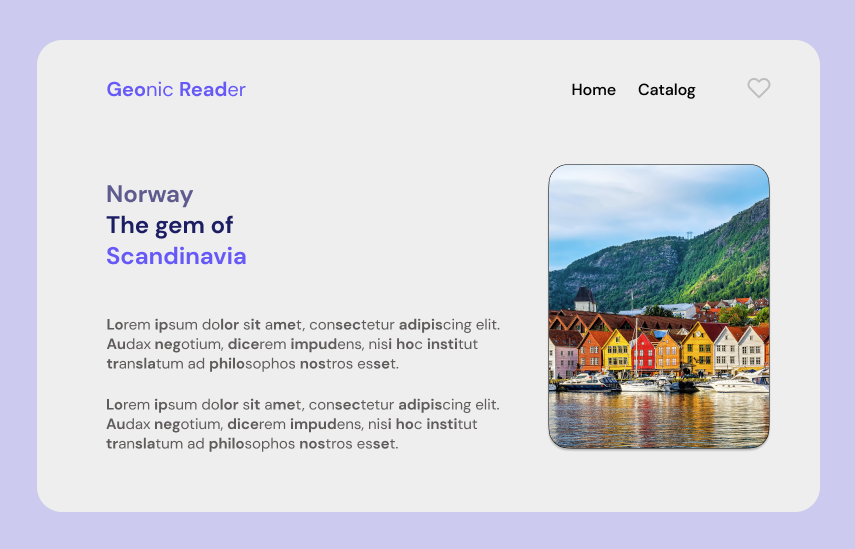 Geonic Reader
Home Catalog
Norway
The gem of
Scandinavia
Lorem ipsum dolor sit amet, consectetur adipiscing elit.
Audax negotium, dicerem impudens, nisi hoc institut
translatum ad philosophos nostros esset.
Lorem ipsum dolor sit amet, consectetur adipiscing elit.
Audax negotium, dicerem impudens, nisi hoc institut
translatum ad philosophos nostros esset.